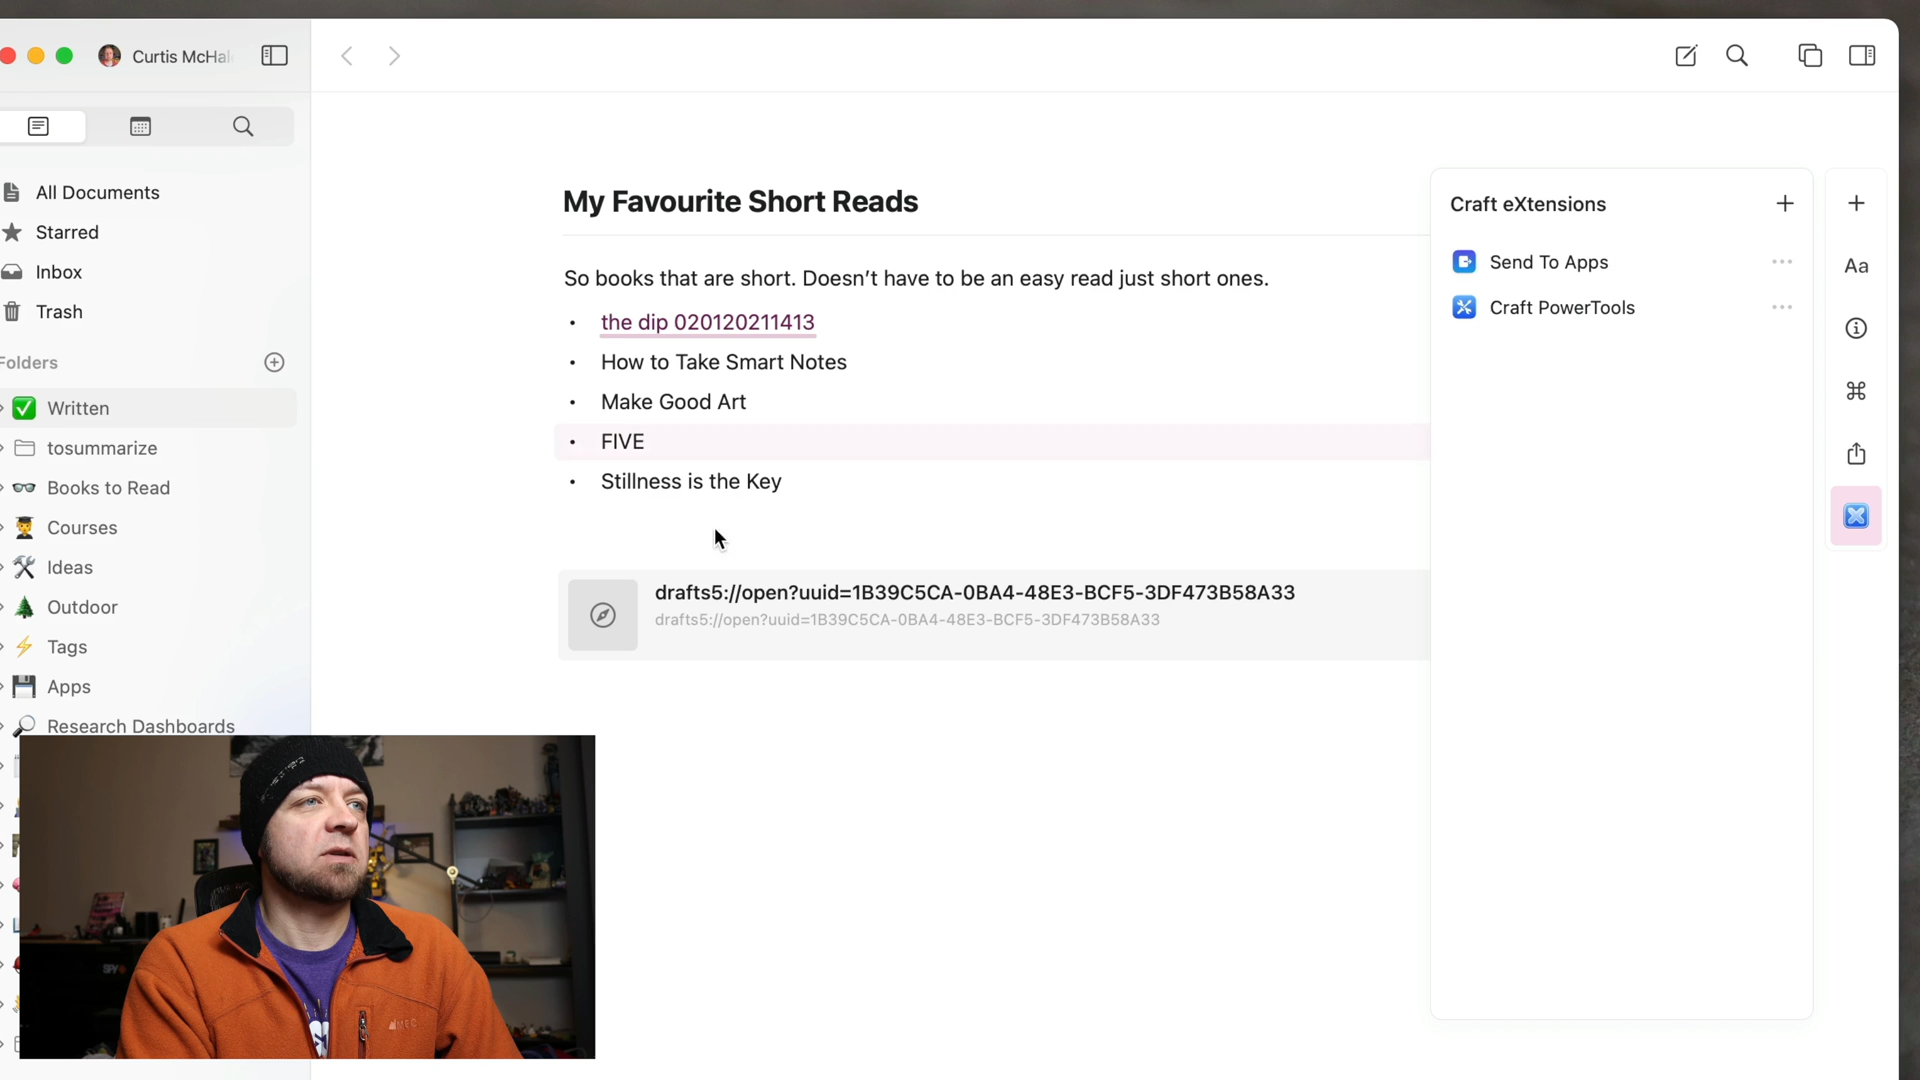 Curtis McHal
All Documents
Starred
Inbox
Trash
Folders
Written
tosummarize
Books to Read
Courses
Ideas
Outdoor
Tags
Apps
Research Dashboards
My Favourite Short Reads
So books that are short. Doesn’t have to be an easy read just short ones.
• the dip 020120211413
• How to Take Smart Notes
• Make Good Art
• FIVE
• Stillness is the Key
drafts5://open?uuid=1B39C5CA-0BA4-48E3-BCF5-3DF473B58A33
drafts5://open?uuid=1B39C5CA-0BA4-48E3-BCF5-3DF473B58A33
Craft eXtensions
Send To Apps
Craft PowerTools
Aa
MEC